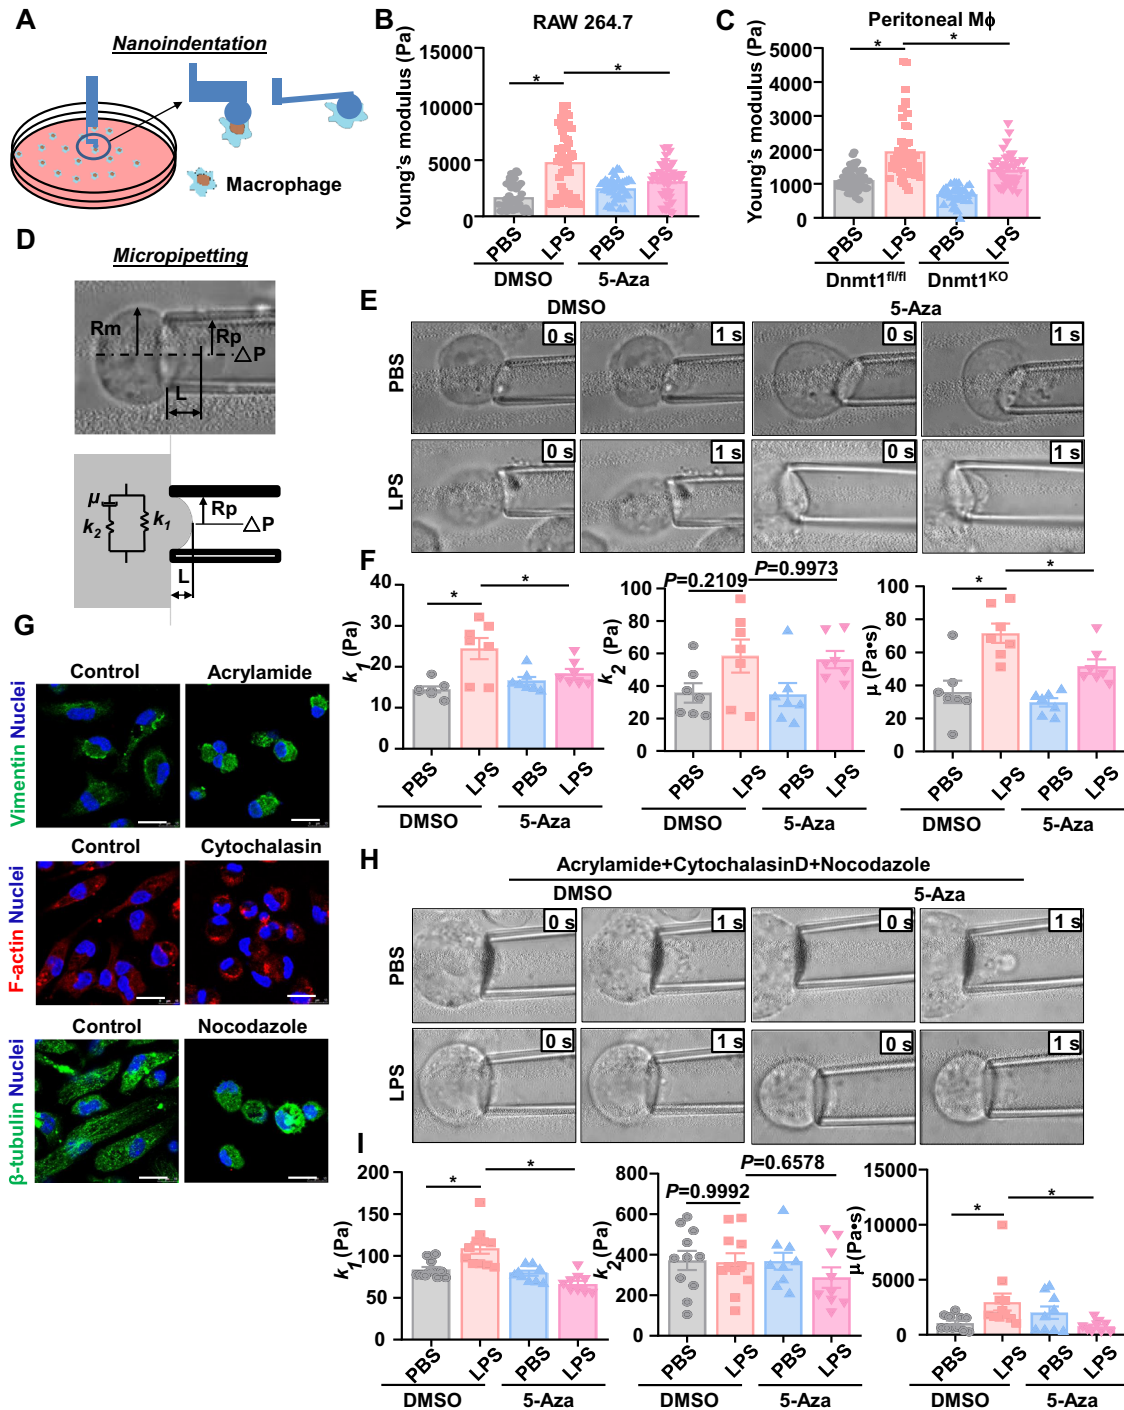 A
Nanoindentation
Macrophage
B
RAW 264.7
Young's modulus (Pa)
15000
10000
5000
0
*
*
PBS
LPS
PBS
LPS
DMSO
5-Aza
C
Peritoneal Mϕ
Young's modulus (Pa)
5000
4000
3000
2000
1000
0
*
*
PBS
LPS
PBS
LPS
Dnmt1fl/fl
Dnmt1KO
D
Micropipetting
Rm
Rp
△P
L
μ
k2
k1
Rp
△P
L
E
DMSO
5-Aza
PBS
0 s
1 s
0 s
1 s
LPS
0 s
1 s
0 s
1 s
F
k1 (Pa)
40
30
20
10
0
*
*
PBS
LPS
PBS
LPS
DMSO
5-Aza
k2 (Pa)
100
80
60
40
20
0
P=0.2109
P=0.9973
PBS
LPS
PBS
LPS
DMSO
5-Aza
μ (Pa•s)
100
80
60
40
20
0
*
*
PBS
LPS
PBS
LPS
DMSO
5-Aza
G
Control
Acrylamide
Vimentin Nuclei
Control
Cytochalasin
F-actin Nuclei
Control
Nocodazole
β-tubulin Nuclei
H
Acrylamide+CytochalasinD+Nocodazole
DMSO
5-Aza
PBS
0 s
1 s
0 s
1 s
LPS
0 s
1 s
0 s
1 s
I
k1 (Pa)
200
150
100
50
0
*
*
PBS
LPS
PBS
LPS
DMSO
5-Aza
k2 (Pa)
800
600
400
200
0
P=0.9992
P=0.6578
PBS
LPS
PBS
LPS
DMSO
5-Aza
μ (Pa•s)
15000
10000
5000
0
*
*
PBS
LPS
PBS
LPS
DMSO
5-Aza